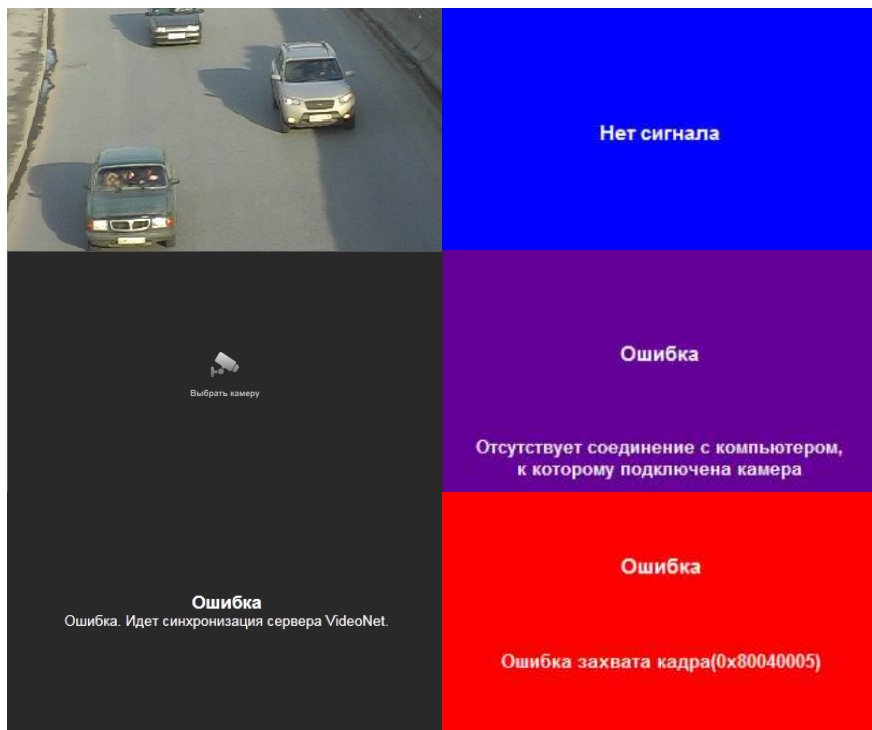 Нет сигнала
Выбрать камеру
Ошибка
Отсутствует соединение с компьютером,
к которому подключена камера
Ошибка
Ошибка. Идет синхронизация сервера VideoNet.
Ошибка
Ошибка захвата кадра(0x80040005)